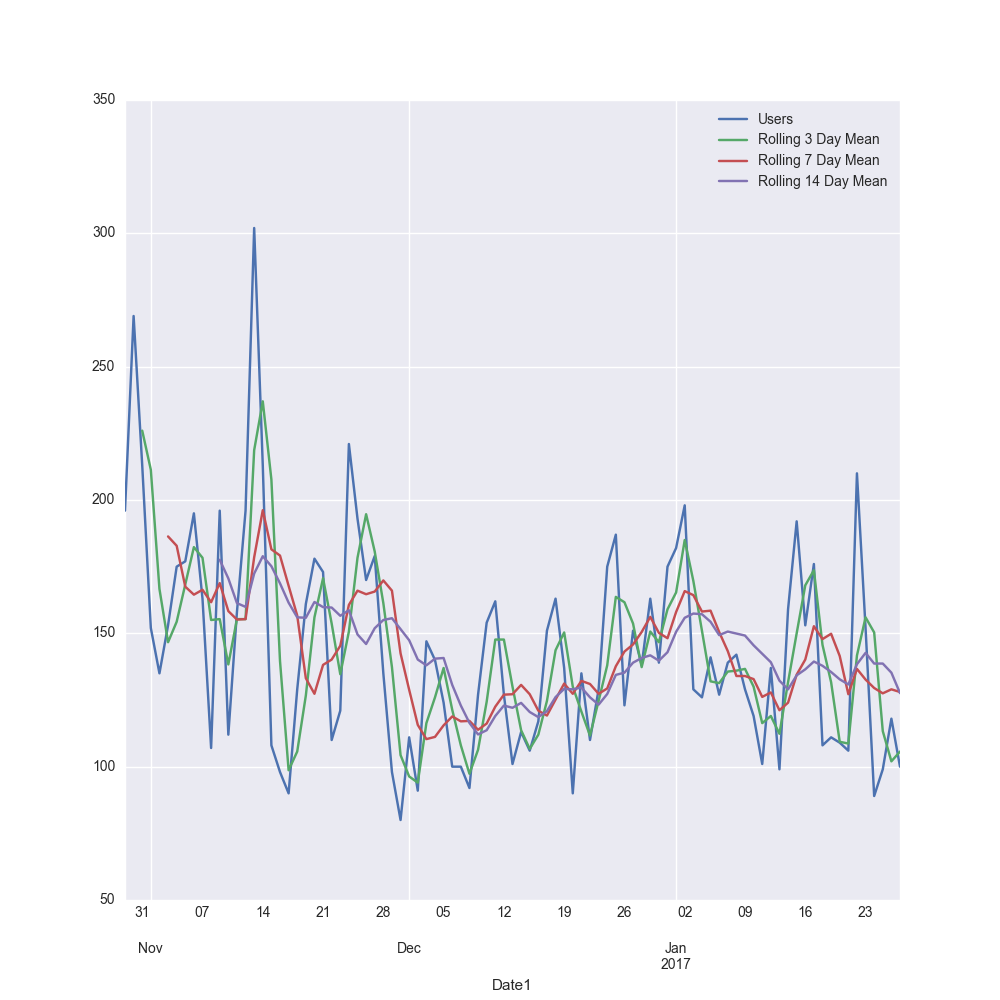 350
300
250
200
150
100
50
Users
Rolling 3 Day Mean
Rolling 7 Day Mean
Rolling 14 Day Mean
31 07 14 21 28 05 12 19 26 02 09 16 23
Nov Dec Jan
2017
Date1